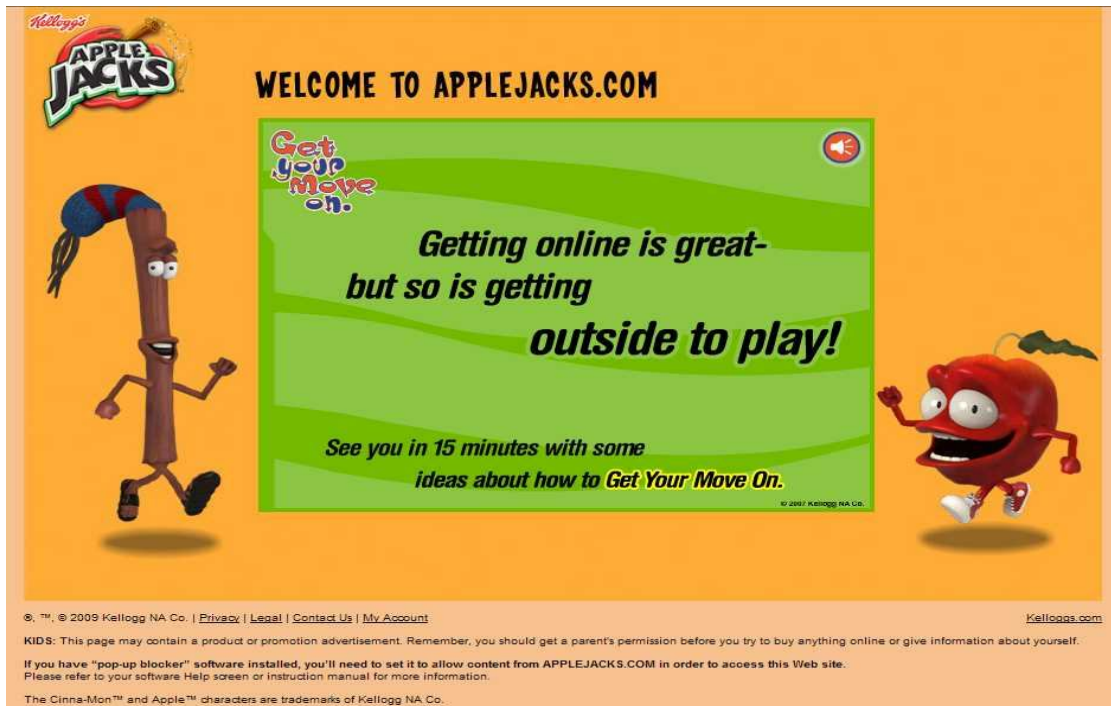 Kellogg's
APPLE
JACKS™
WELCOME TO APPLEJACKS.COM
Get
your
Move
on.
Getting online is great-
but so is getting
outside to play!
See you in 15 minutes with some
ideas about how to Get Your Move On.
© 2007 Kellogg NA Co.
®, ™, © 2009 Kellogg NA Co. | Privacy | Legal | Contact Us | My Account
Kelloggs.com
KIDS: This page may contain a product or promotion advertisement. Remember, you should get a parent's permission before you try to buy anything online or give information about yourself.
If you have "pop-up blocker" software installed, you'll need to set it to allow content from APPLEJACKS.COM in order to access this Web site.
Please refer to your software Help screen or instruction manual for more information.
The Cinna-Mon™ and Apple™ characters are trademarks of Kellogg NA Co.